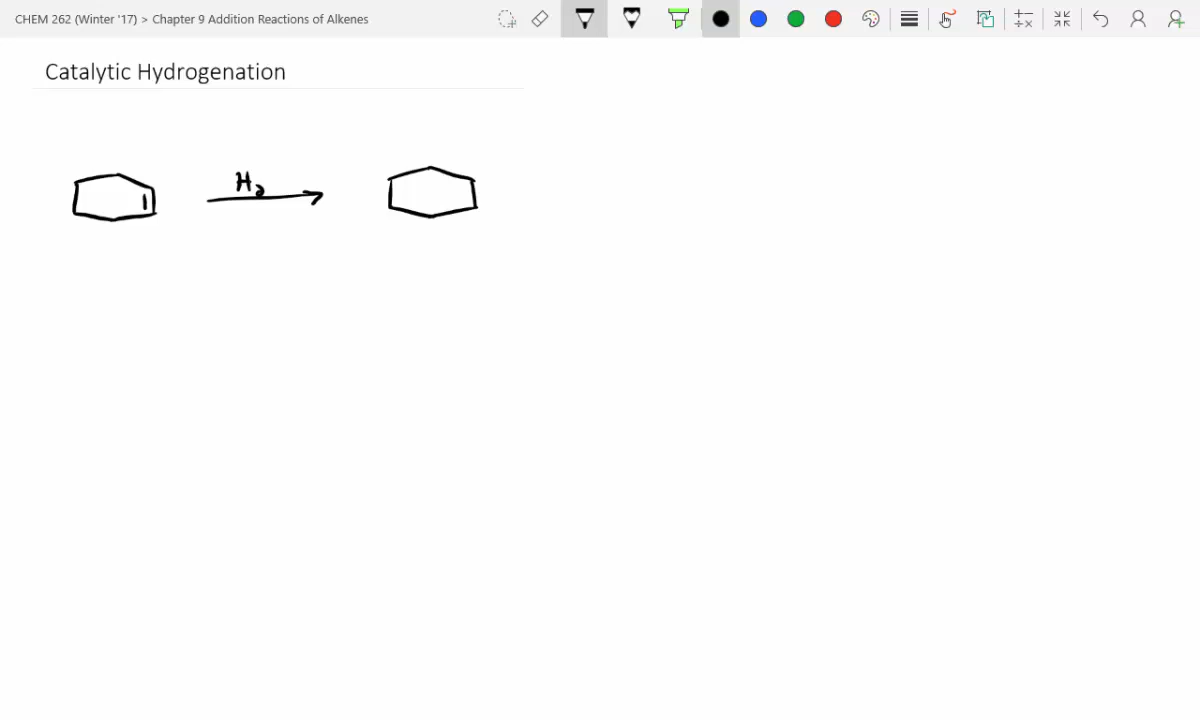 CHEM 262 (Winter '17) > Chapter 9 Addition Reactions of Alkenes
Catalytic Hydrogenation
H₂